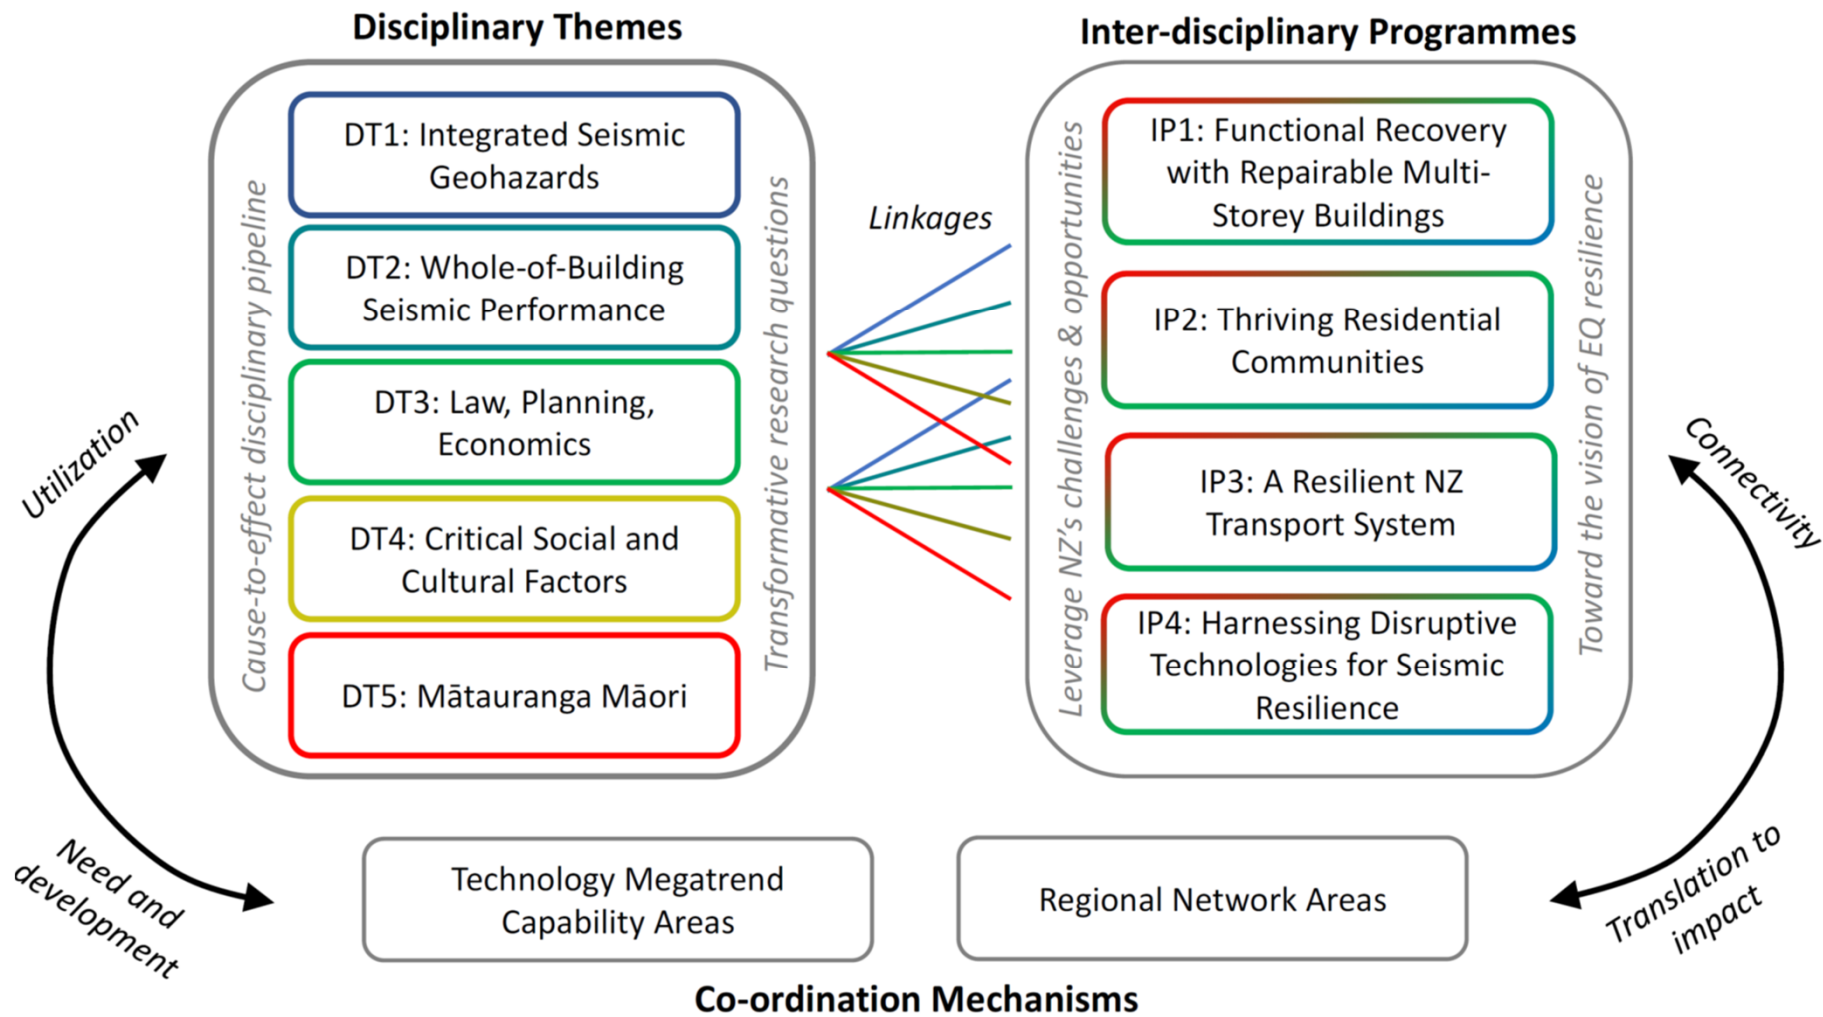 Disciplinary Themes
Cause-to-effect disciplinary pipeline
DT1: Integrated Seismic
Geohazards
DT2: Whole-of-Building
Seismic Performance
DT3: Law, Planning,
Economics
DT4: Critical Social and
Cultural Factors
DT5: Mātauranga Māori
Transformative research questions
Linkages
Inter-disciplinary Programmes
Leverage NZ's challenges & opportunities
IP1: Functional Recovery
with Repairable Multi-
Storey Buildings
IP2: Thriving Residential
Communities
IP3: A Resilient NZ
Transport System
IP4: Harnessing Disruptive
Technologies for Seismic
Resilience
Toward the vision of EQ resilience
Utilization
Need and
development
Connectivity
Translation to
impact
Technology Megatrend
Capability Areas
Regional Network Areas
Co-ordination Mechanisms